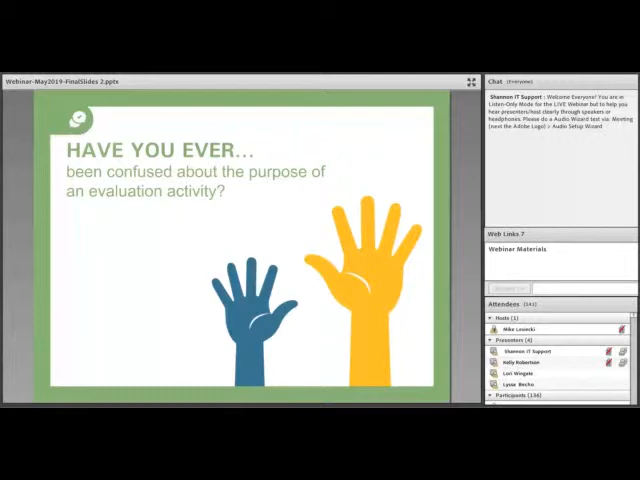 Webinar-May2019-FinalSlides 2.pptx
HAVE YOU EVER...
been confused about the purpose of
an evaluation activity?
Chat (Everyone)
Shannon IT Support : Welcome Everyone! You are in
Listen-Only Mode for the LIVE Webinar but to help you
hear presenters/host clearly through speakers or
headphones. Please do a Audio Wizard test via: Meeting
(next the Adobe Logo) > Audio Setup Wizard
Web Links 7
Webinar Materials
Attendees (141)
Hosts (1)
Mike Lesiecki
Presenters (4)
Shannon IT Support
Kelly Robertson
Lori Wingate
Lyssa Becho
Participants (136)